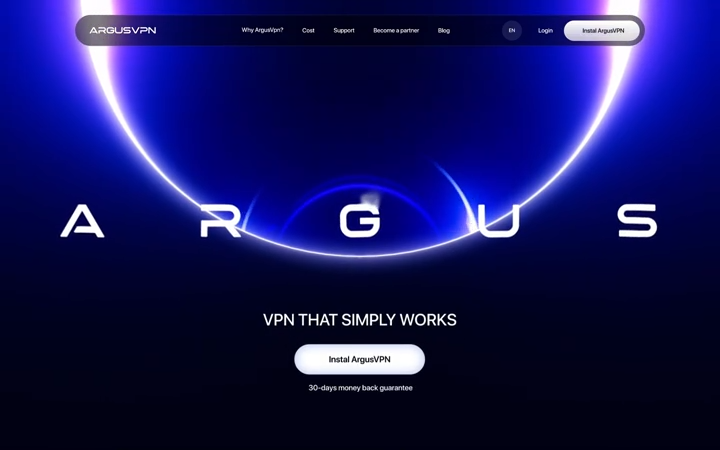 ARGUSVPN Why ArgusVpn? Cost Support Become a partner Blog EN Login Instal ArgusVPN
ARGUS
VPN THAT SIMPLY WORKS
Instal ArgusVPN
30-days money back guarantee